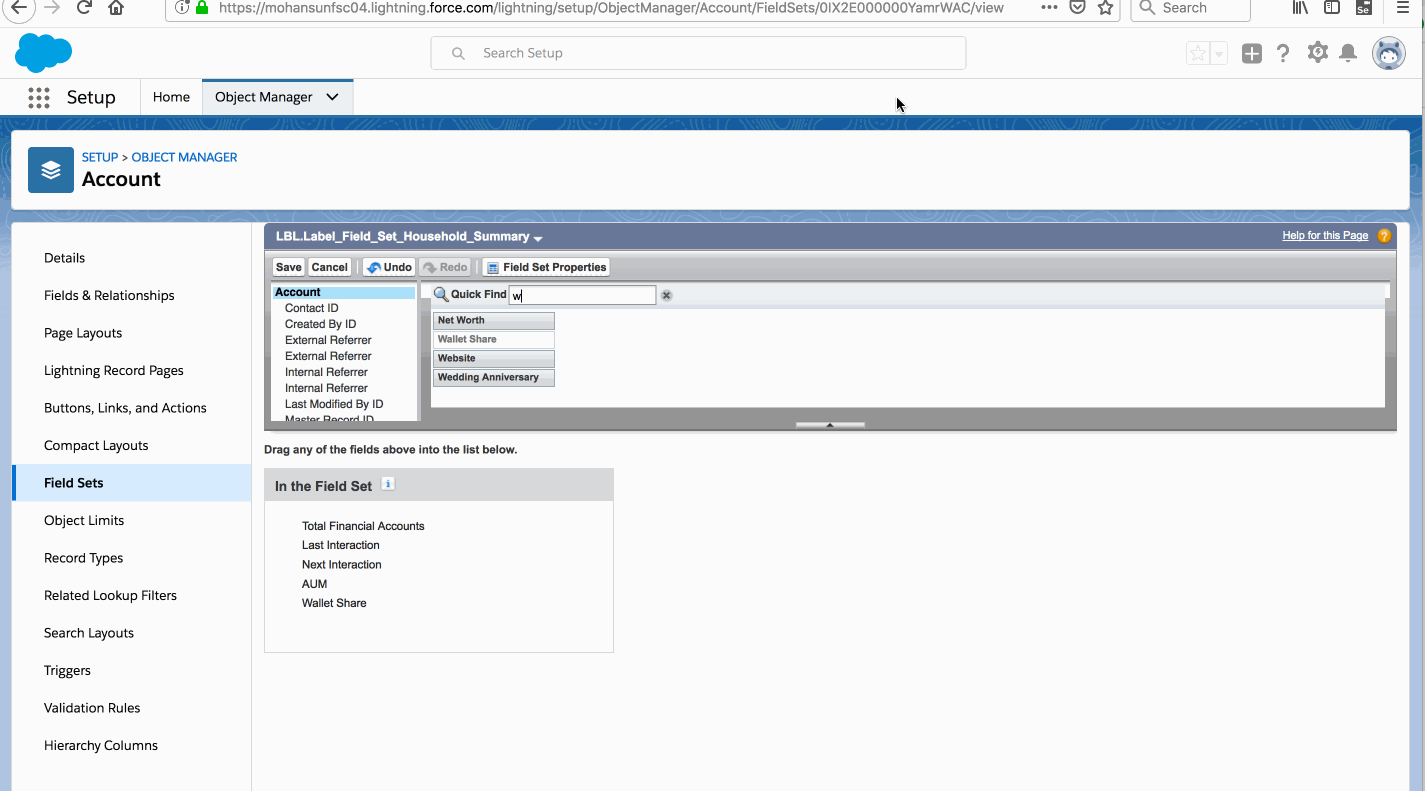 https://mohansunfsc04.lightning.force.com/lightning/setup/ObjectManager/Account/FieldSets/0IX2E000000YamrWAC/view
Search
Se
Search Setup
Setup
Home
Object Manager
SETUP > OBJECT MANAGER
Account
Details
Fields & Relationships
Page Layouts
Lightning Record Pages
Buttons, Links, and Actions
Compact Layouts
Field Sets
Object Limits
Record Types
Related Lookup Filters
Search Layouts
Triggers
Validation Rules
Hierarchy Columns
LBL.Label_Field_Set_Household_Summary
Help for this Page ?
Save Cancel Undo Redo Field Set Properties
Account
Contact ID
Created By ID
External Referrer
External Referrer
Internal Referrer
Internal Referrer
Last Modified By ID
Master Record ID
Quick Find w
Net Worth
Wallet Share
Website
Wedding Anniversary
Drag any of the fields above into the list below.
In the Field Set i
Total Financial Accounts
Last Interaction
Next Interaction
AUM
Wallet Share